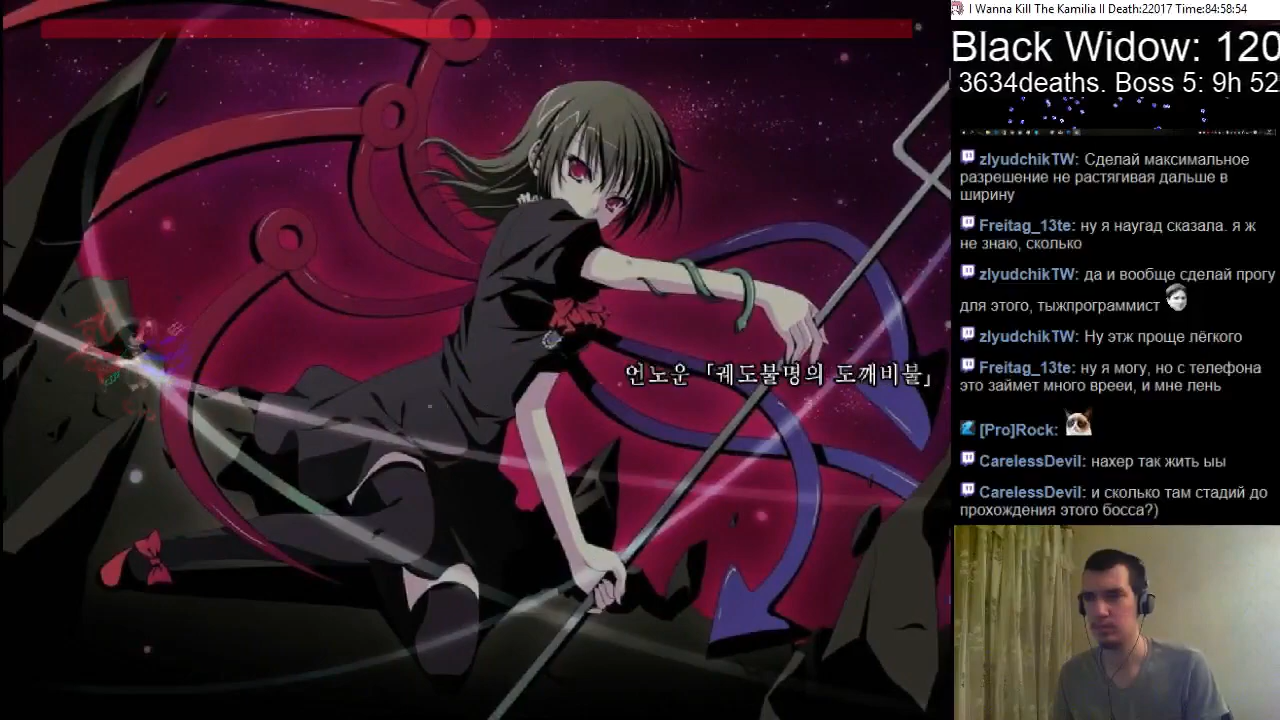 I Wanna Kill The Kamilia II Death:22017 Time:84:58:54
Black Widow: 120
3634deaths. Boss 5: 9h 52
zlyudchikTW: Сделай максимальное
разрешение не растягивая дальше в
ширину
Freitag_13te: ну я наугад сказала. я ж
не знаю, сколько
zlyudchikTW: да и вообще сделай прогу
для этого, тыжпрограммист
zlyudchikTW: Ну этж проще лёгкого
Freitag_13te: ну я могу, но с телефона
это займет много врееи, и мне лень
[Pro]Rock:
CarelessDevil: нахер так жить ыы
CarelessDevil: и сколько там стадий до
прохождения этого босса?)
언노운「궤도불명의 도깨비불」